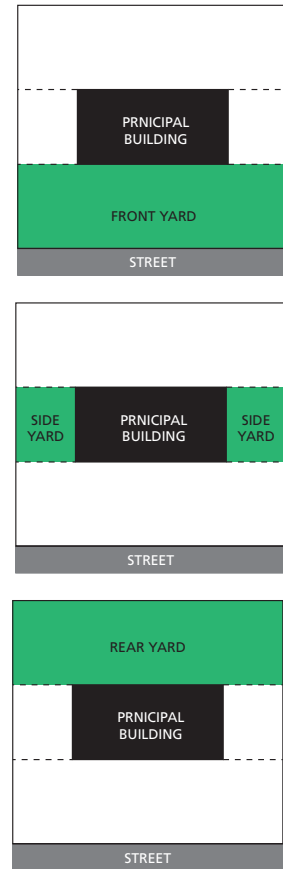 PRNICIPAL
BUILDING
FRONT YARD
STREET
SIDE
YARD
PRNICIPAL
BUILDING
SIDE
YARD
STREET
REAR YARD
PRNICIPAL
BUILDING
STREET